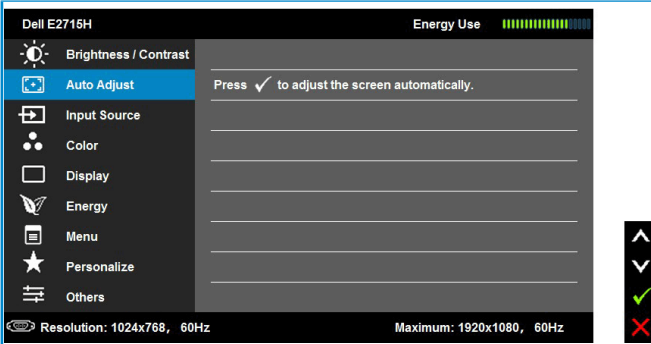 Dell E2715H Energy Use
Brightness / Contrast
Auto Adjust Press ✓ to adjust the screen automatically.
Input Source
Color
Display
Energy
Menu
Personalize
Others
Resolution: 1024x768, 60Hz Maximum: 1920x1080, 60Hz